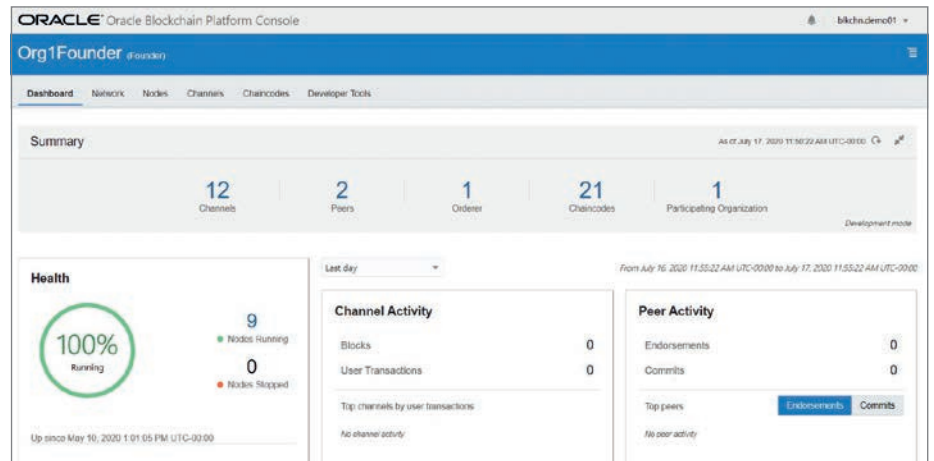 ORACLE Oracle Blockchain Platform Console
blkchn.demo01
Org1Founder (Founder)
Dashboard Network Nodes Channels Chaincodes Developer Tools
Summary
As of July 17, 2020 UTC-00:00
12 2 1 21 1
Channels Peers Orderer Chaincodes Participating Organization
Development mode
Last day
From July 16, 2020 11:55:22 AM UTC-00:00 to July 17, 2020 11:55:22 AM UTC-00:00
Health
100%
Running
9
Nodes Running
0
Nodes Stopped
Up since May 10, 2020 1:01:05 PM UTC-00:00
Channel Activity
Blocks 0
User Transactions 0
Top channels by user transactions
No channel activity
Peer Activity
Endorsements 0
Commits 0
Top peers Endorsements Commits
No peer activity